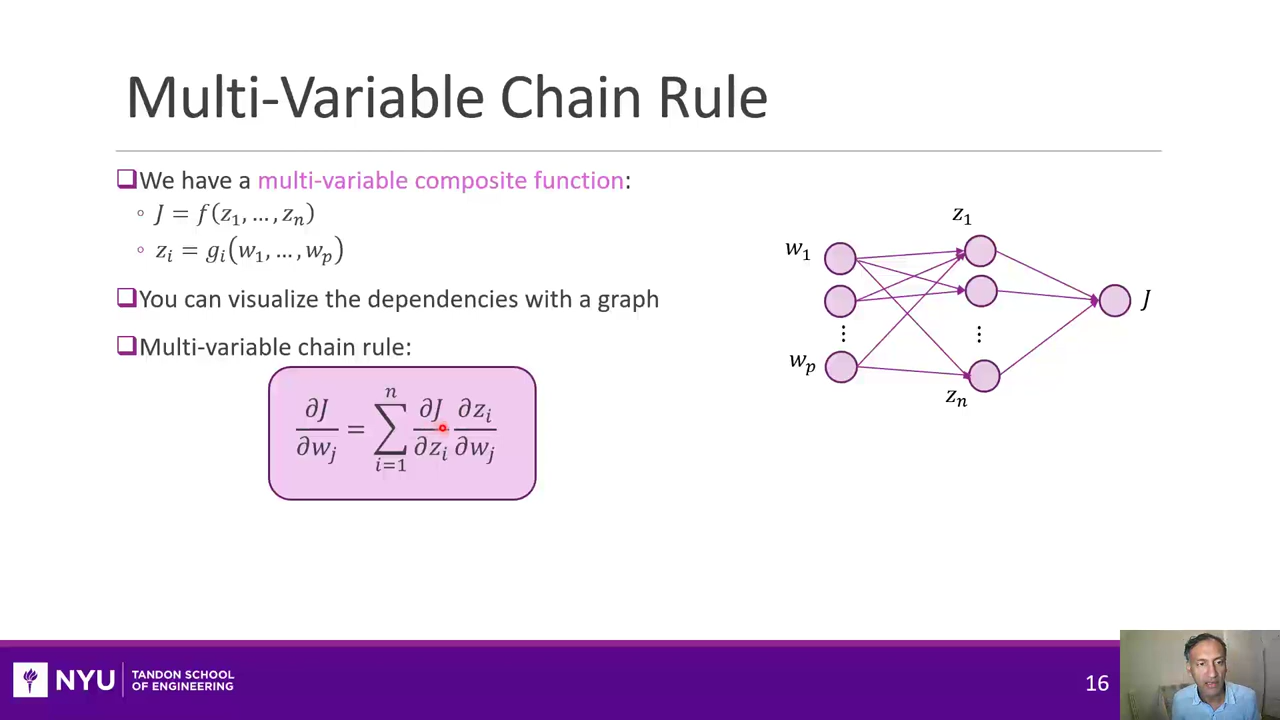 Multi-Variable Chain Rule
❑We have a multi-variable composite function:
◦ J = f(z₁, … , zₙ)
◦ zᵢ = gᵢ(w₁, … , wₚ)
❑You can visualize the dependencies with a graph
❑Multi-variable chain rule:
∂J/∂wⱼ = ∑ᵢ₌₁ⁿ ∂J/∂zᵢ ∂zᵢ/∂wⱼ
z₁
w₁
J
⋮ ⋮
wₚ
zₙ
NYU TANDON SCHOOL
OF ENGINEERING
16